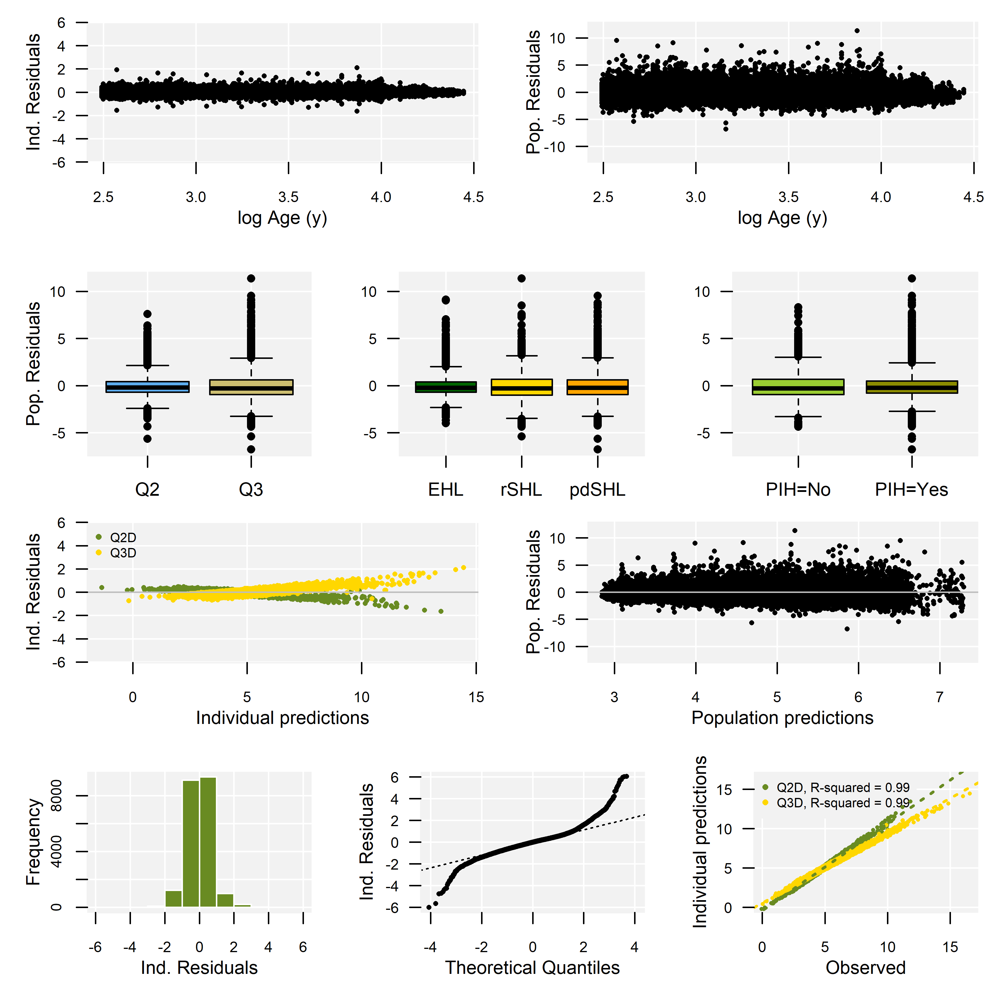 Ind. Residuals
6
4
2
0
-2
-4
-6
2.5 3.0 3.5 4.0 4.5
log Age (y)
Pop. Residuals
10
5
0
-5
-10
2.5 3.0 3.5 4.0 4.5
log Age (y)
Pop. Residuals
10
5
0
-5
Q2 Q3
10
5
0
-5
EHL rSHL pdSHL
10
5
0
-5
PIH=No PIH=Yes
Ind. Residuals
6
4
2
0
-2
-4
-6
Q2D
Q3D
0 5 10 15
Individual predictions
Pop. Residuals
10
5
0
-5
-10
3 4 5 6 7
Population predictions
Frequency
8000
4000
0
-6 -4 -2 0 2 4 6
Ind. Residuals
Ind. Residuals
6
4
2
0
-2
-4
-6
-4 -2 0 2 4
Theoretical Quantiles
Individual predictions
15
10
5
0
Q2D, R-squared = 0.99
Q3D, R-squared = 0.99
0 5 10 15
Observed